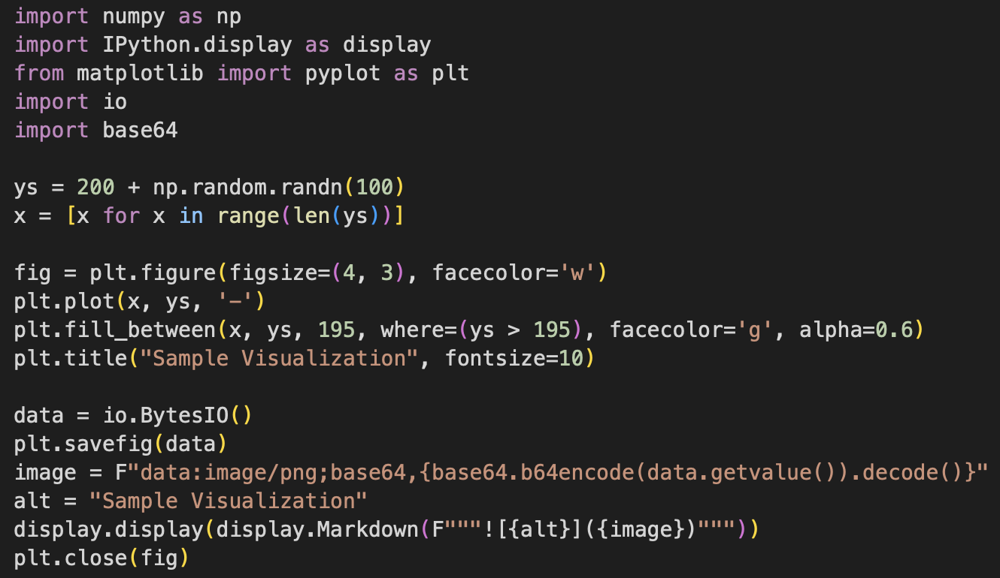 import numpy as np
import IPython.display as display
from matplotlib import pyplot as plt
import io
import base64

ys = 200 + np.random.randn(100)
x = [x for x in range(len(ys))]

fig = plt.figure(figsize=(4, 3), facecolor='w')
plt.plot(x, ys, '-')
plt.fill_between(x, ys, 195, where=(ys > 195), facecolor='g', alpha=0.6)
plt.title("Sample Visualization", fontsize=10)

data = io.BytesIO()
plt.savefig(data)
image = F"data:image/png;base64,{base64.b64encode(data.getvalue()).decode()}"
alt = "Sample Visualization"
display.display(display.Markdown(F"""![{alt}]({image})"""))
plt.close(fig)